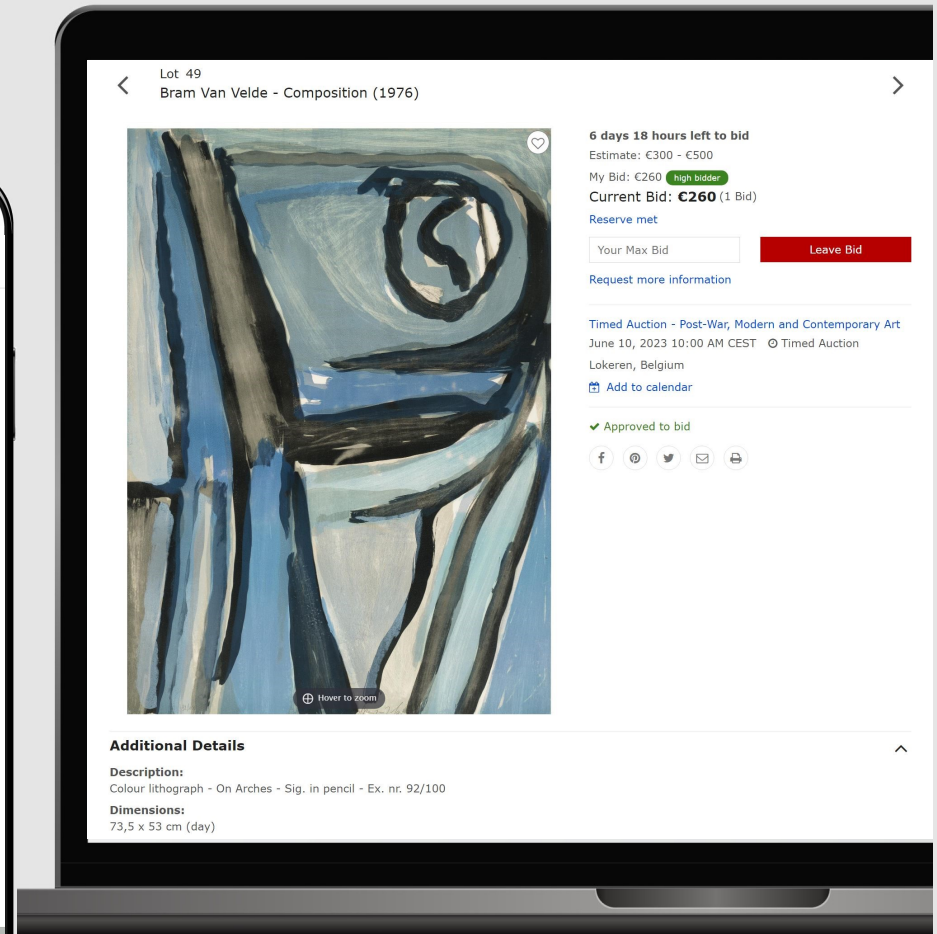 Lot 49
Bram Van Velde - Composition (1976)
6 days 18 hours left to bid
Estimate: €300 - €500
My Bid: €260 high bidder
Current Bid: €260 (1 Bid)
Reserve met
Your Max Bid Leave Bid
Request more information
Timed Auction - Post-War, Modern and Contemporary Art
June 10, 2023 10:00 AM CEST Timed Auction
Lokeren, Belgium
Add to calendar
Approved to bid
Hover to zoom
Additional Details
Description:
Colour lithograph - On Arches - Sig. in pencil - Ex. nr. 92/100
Dimensions:
73,5 x 53 cm (day)